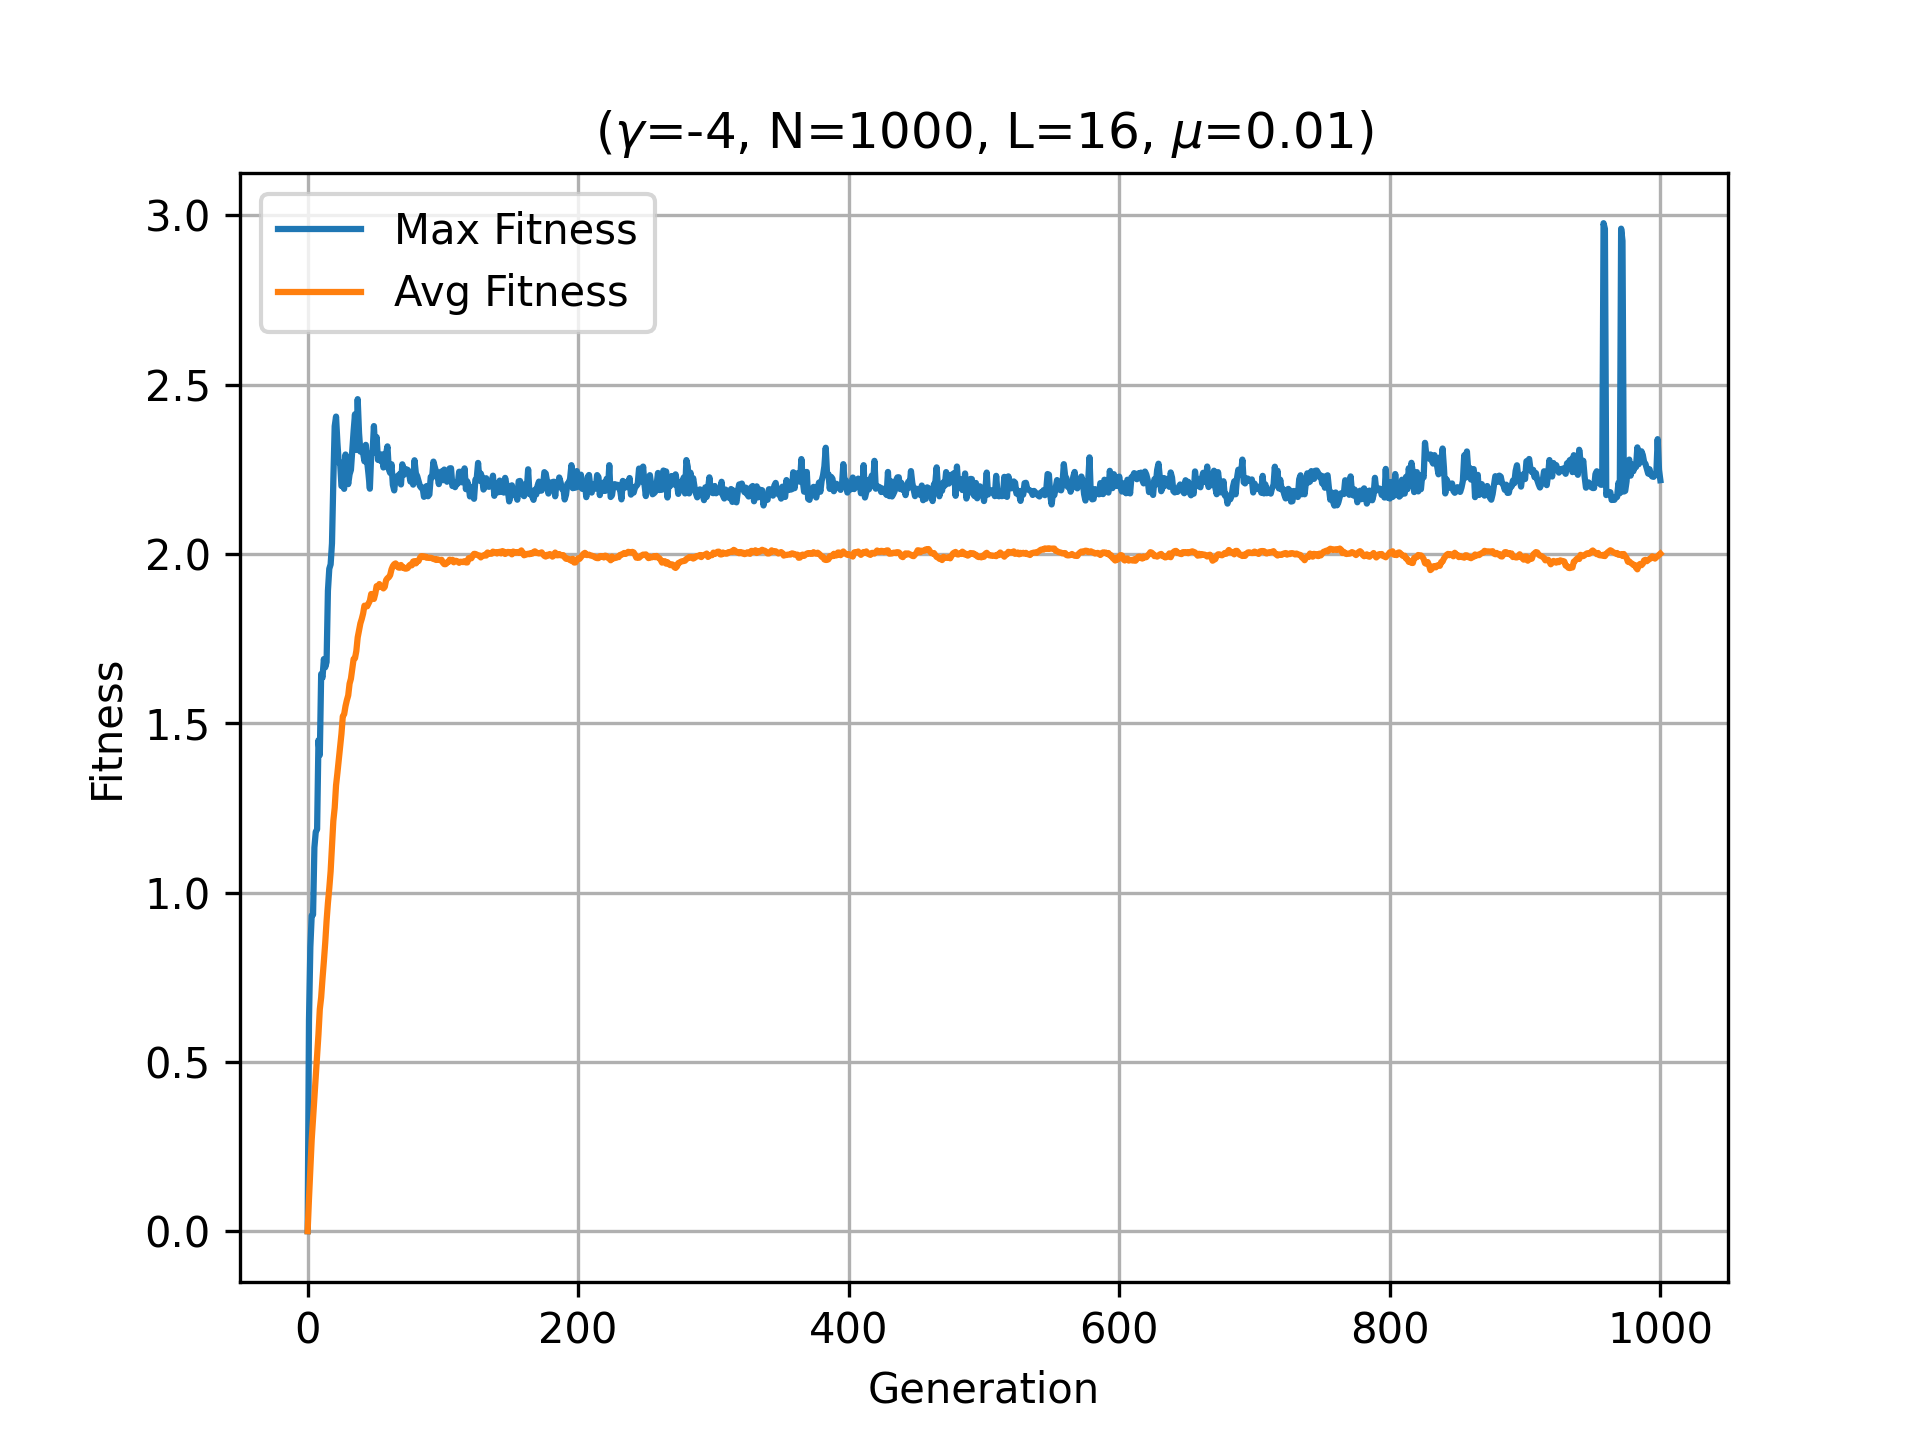 (γ=-4, N=1000, L=16, μ=0.01)
Max Fitness
Avg Fitness
3.0
2.5
2.0
1.5
1.0
0.5
0.0
Fitness
0 200 400 600 800 1000
Generation